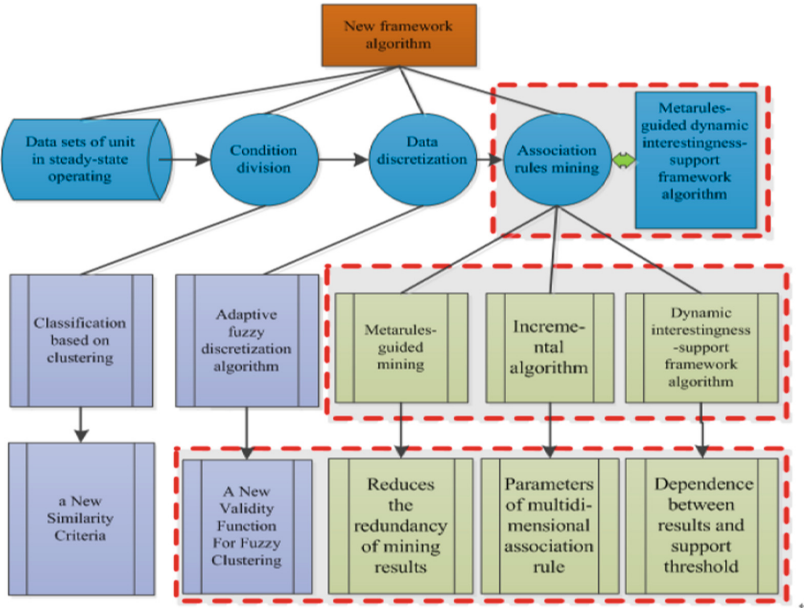 New framework
algorithm
Data sets of unit
in steady-state
operating
Condition
division
Data
discretization
Association
rules mining
Metarules-
guided dynamic
interestingness-
support
framework
algorithm
Classification
based on
clustering
Adaptive
fuzzy
discretization
algorithm
Metarules-
guided
mining
Increme-
ntal
algorithm
Dynamic
interestingness
-support
framework
algorithm
a New
Similarity
Criteria
A New
Validity
Function
For Fuzzy
Clustering
Reduces
the
redundancy
of mining
results
Parameters
of multidi-
mensional
association
rule
Dependence
between
results and
support
threshold